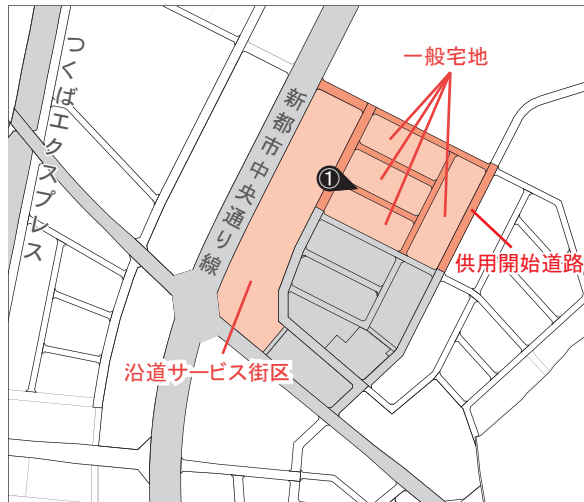 一般宅地
つくばエクスプレス
新都市中央通り線
❶
供用開始道路
沿道サービス街区